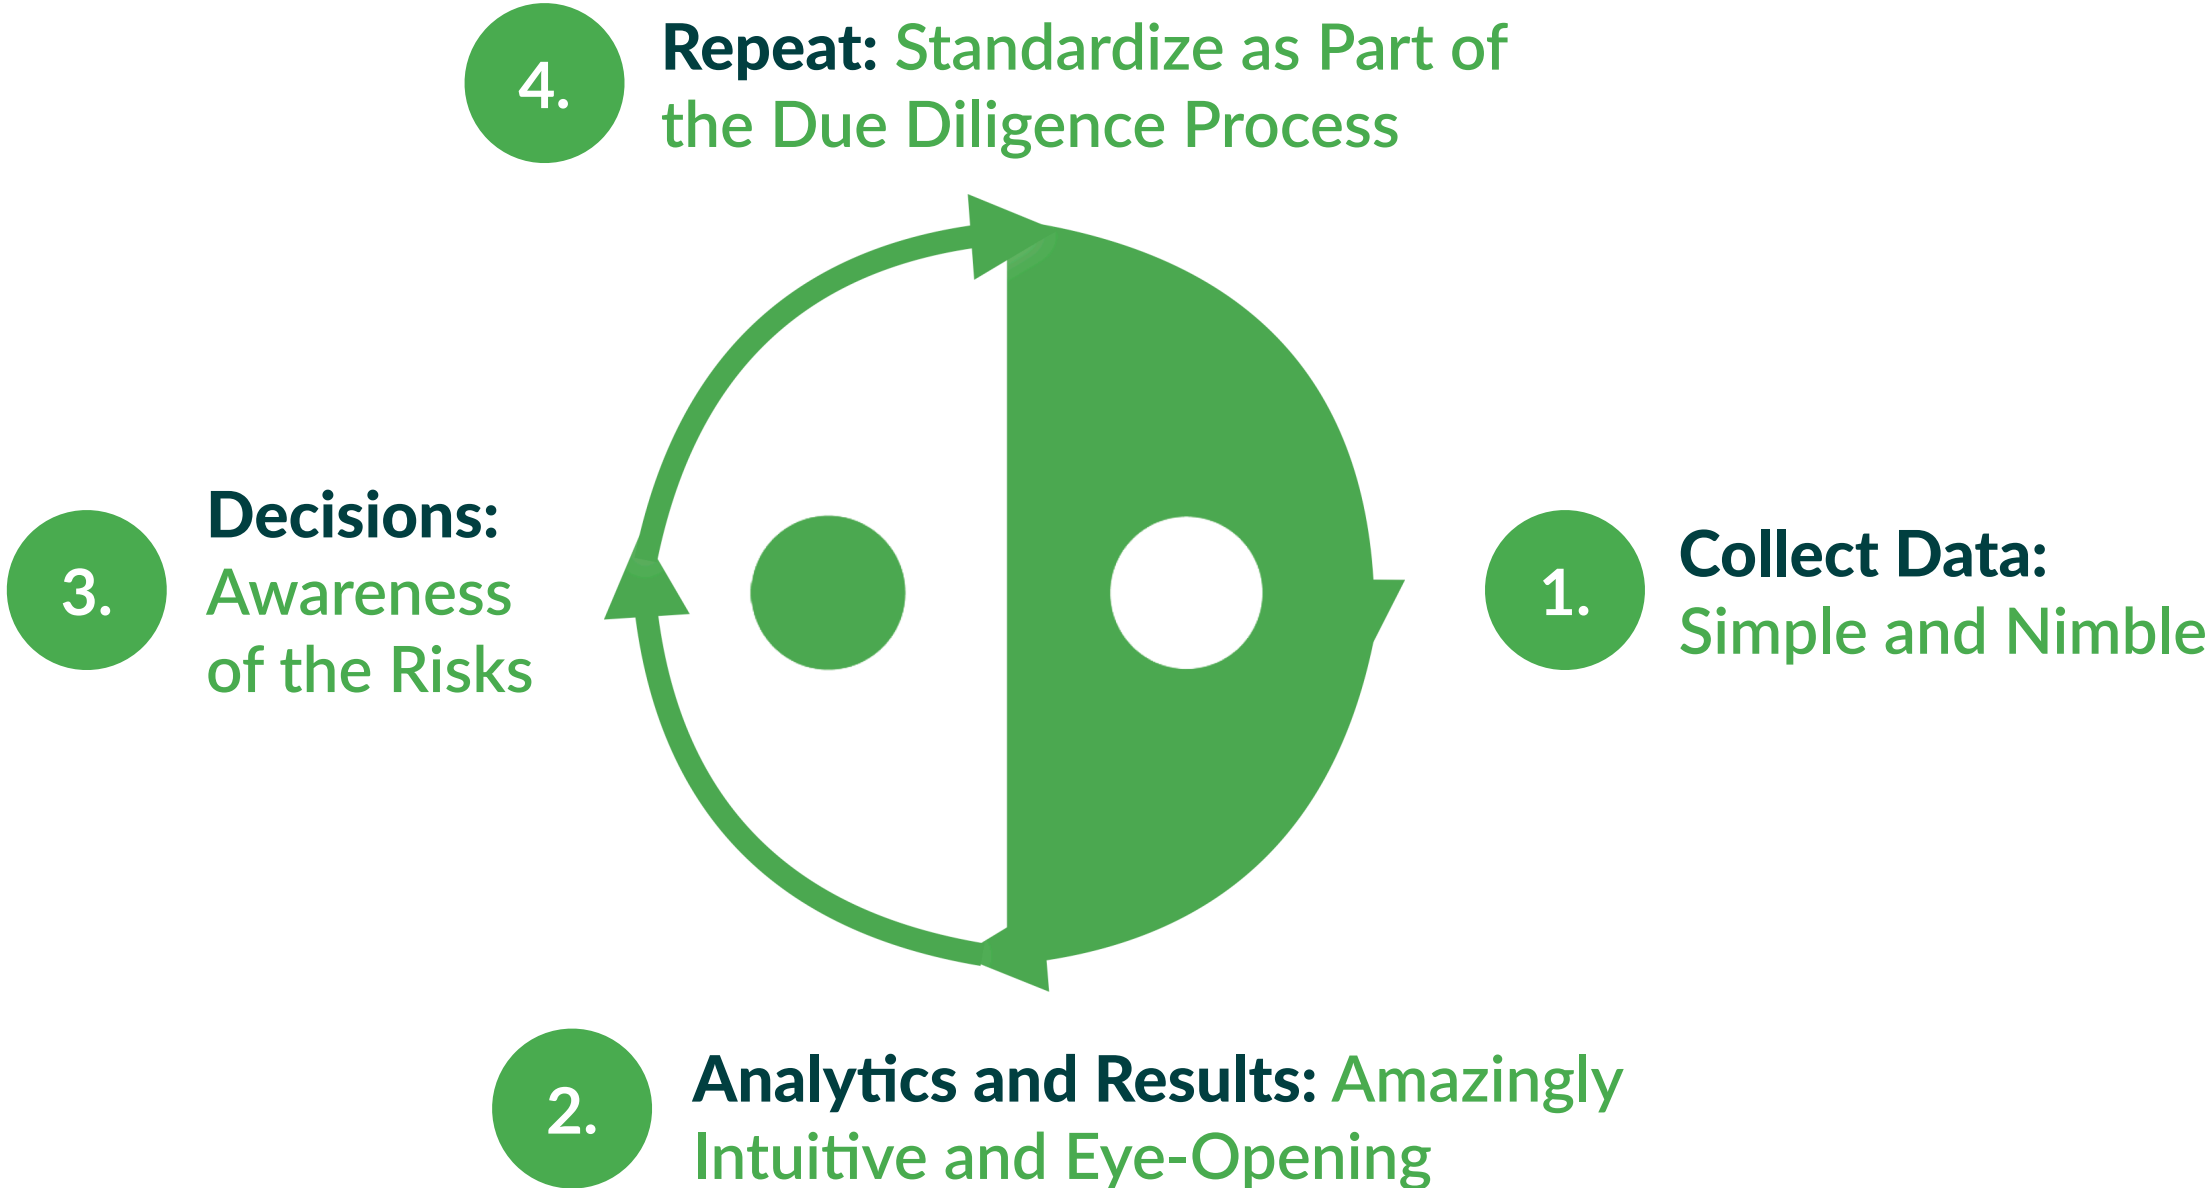 4.
Repeat: Standardize as Part of
the Due Diligence Process
3.
Decisions:
Awareness
of the Risks
1.
Collect Data:
Simple and Nimble
2.
Analytics and Results: Amazingly
Intuitive and Eye-Opening